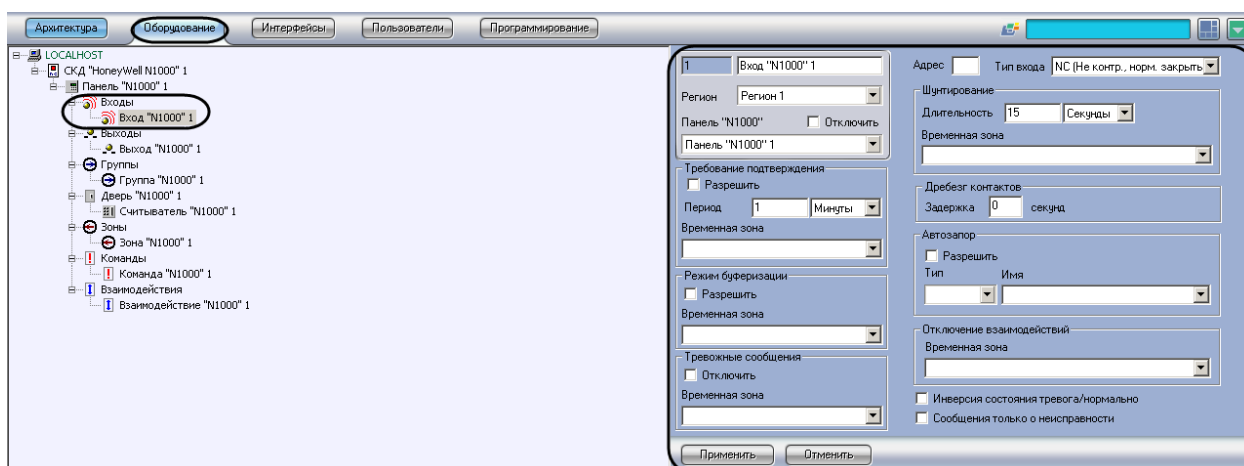 Архитектура Оборудование Интерфейсы Пользователи Программирование
LOCALHOST
СКД "HoneyWell N1000" 1
Панель "N1000" 1
Входы
Вход "N1000" 1
Выходы
Выход "N1000" 1
Группы
Группа "N1000" 1
Дверь "N1000" 1
Считыватель "N1000" 1
Зоны
Зона "N1000" 1
Команды
Команда "N1000" 1
Взаимодействия
Взаимодействие "N1000" 1
1 Вход "N1000" 1
Регион Регион 1
Панель "N1000" Отключить
Панель "N1000" 1
Требование подтверждения
Разрешить
Период 1 Минуты
Временная зона
Режим буферизации
Разрешить
Временная зона
Тревожные сообщения
Отключить
Временная зона
Адрес Тип входа NC (Не контр., норм. закрыть
Шунтирование
Длительность 15 Секунды
Временная зона
Дребезг контактов
Задержка 0 секунд
Автозапор
Разрешить
Тип Имя
Отключение взаимодействий
Временная зона
Инверсия состояния тревога/нормально
Сообщения только о неисправности
Применить Отменить